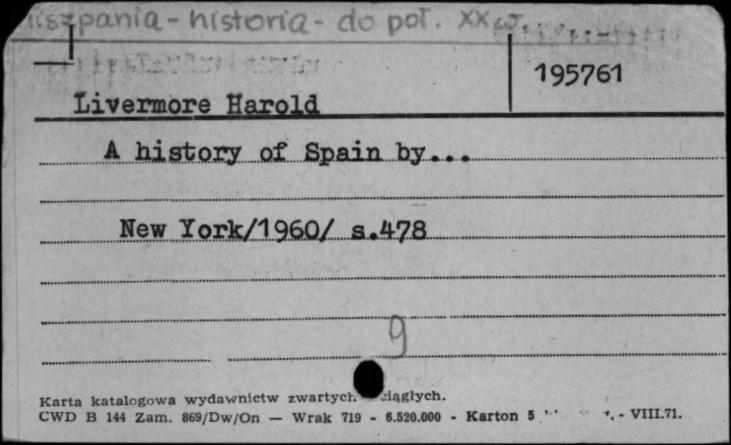 Hiszpania - historia - do poł. XX w.
195761
Livermore Harold
A history of Spain by...
New York/1960/ s.478
9
Karta katalogowa wydawnictw zwartych ciągłych.
CWD B 144 Zam. 869/Dw/On — Wrak 719 - 6.520.000 - Karton 5 - VIII.71.